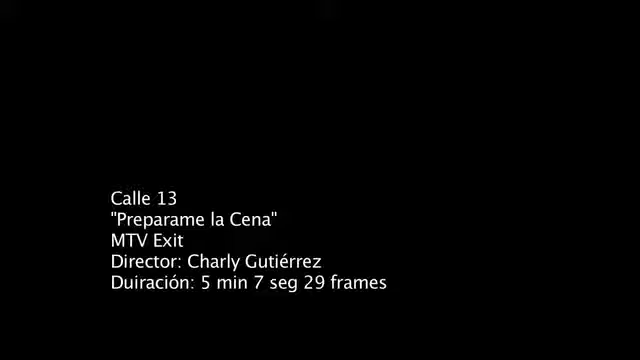 Calle 13
"Preparame la Cena"
MTV Exit
Director: Charly Gutiérrez
Duiración: 5 min 7 seg 29 frames